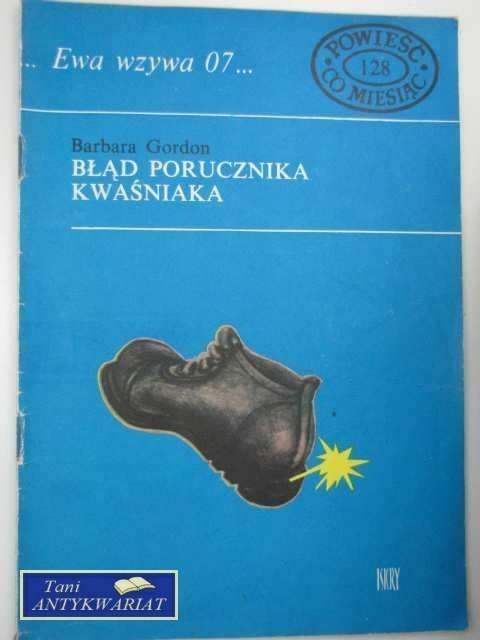 ... Ewa wzywa 07...
POWIEŚĆ
128
CO MIESIĄC
Barbara Gordon
BŁĄD PORUCZNIKA
KWAŚNIAKA
ISKRY
Tani
ANTYKWARIAT